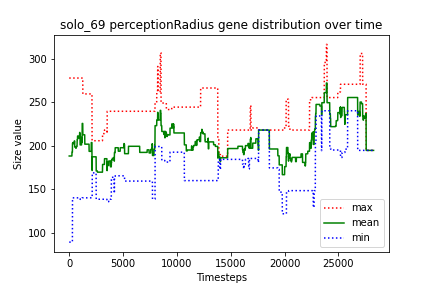 solo_69 perceptionRadius gene distribution over time
Size value
300
250
200
150
100
0
5000
10000
15000
20000
25000
Timesteps
max
mean
min